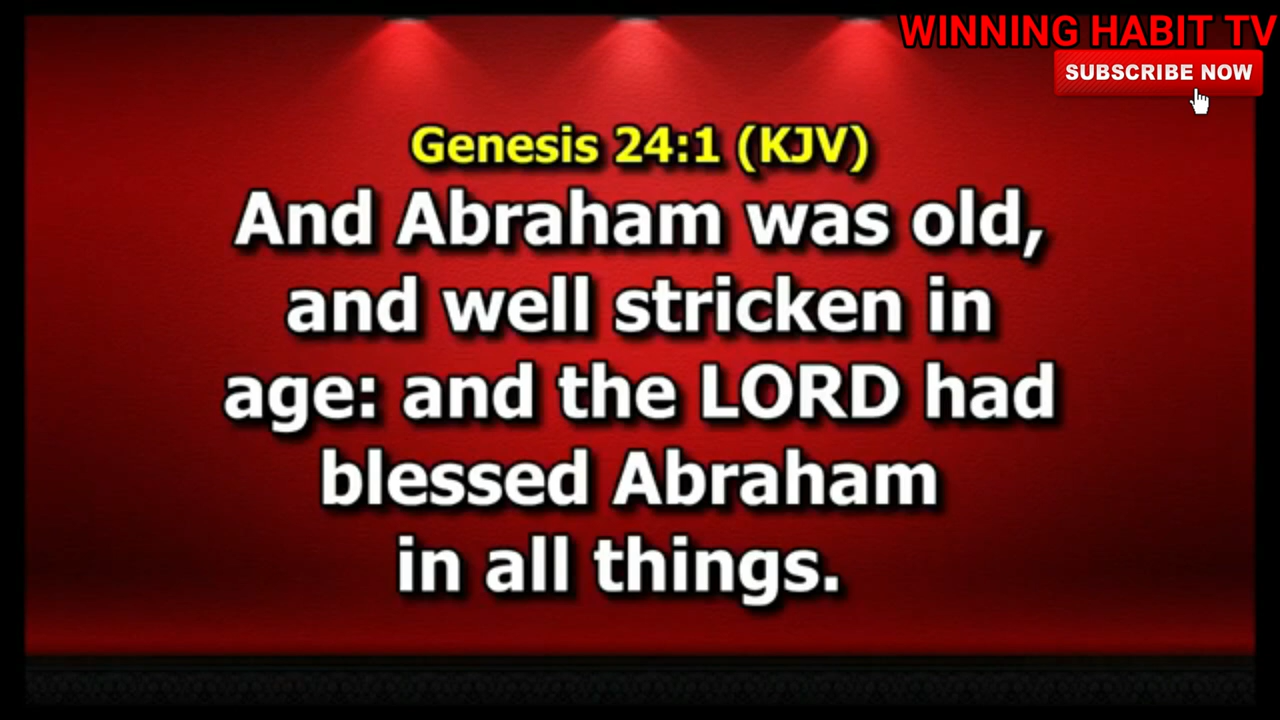 WINNING HABIT TV
SUBSCRIBE NOW
Genesis 24:1 (KJV)
And Abraham was old,
and well stricken in
age: and the LORD had
blessed Abraham
in all things.